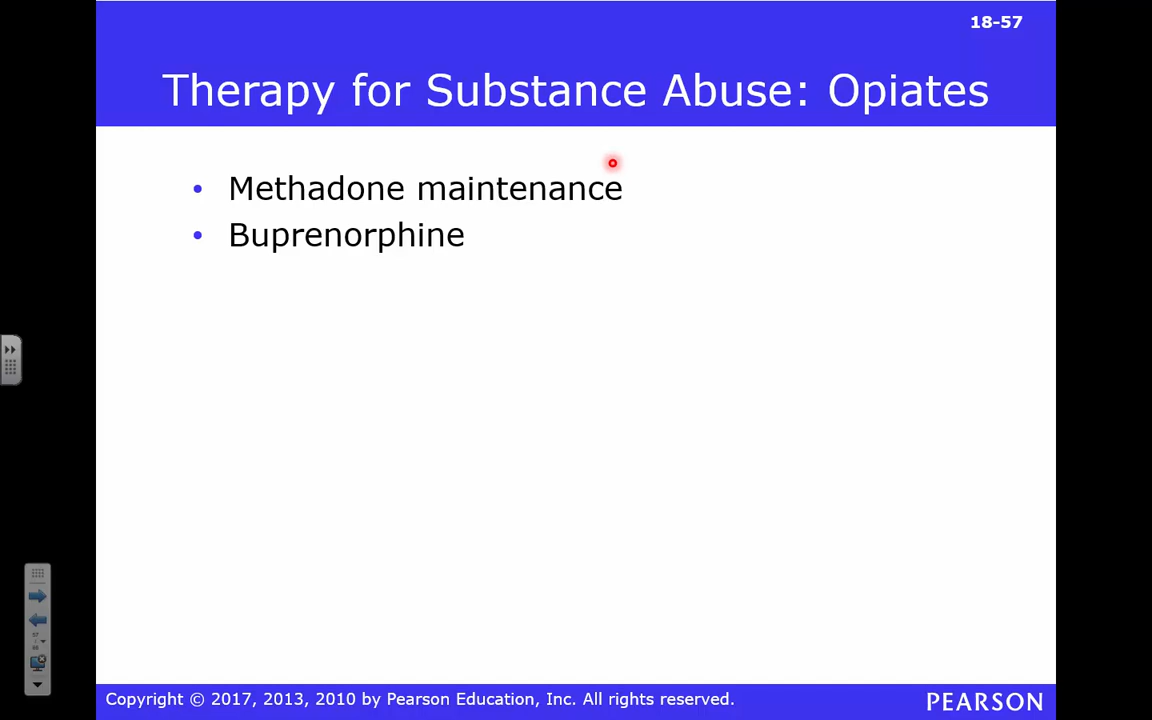 18-57
Therapy for Substance Abuse: Opiates
• Methadone maintenance
• Buprenorphine
Copyright © 2017, 2013, 2010 by Pearson Education, Inc. All rights reserved.
PEARSON